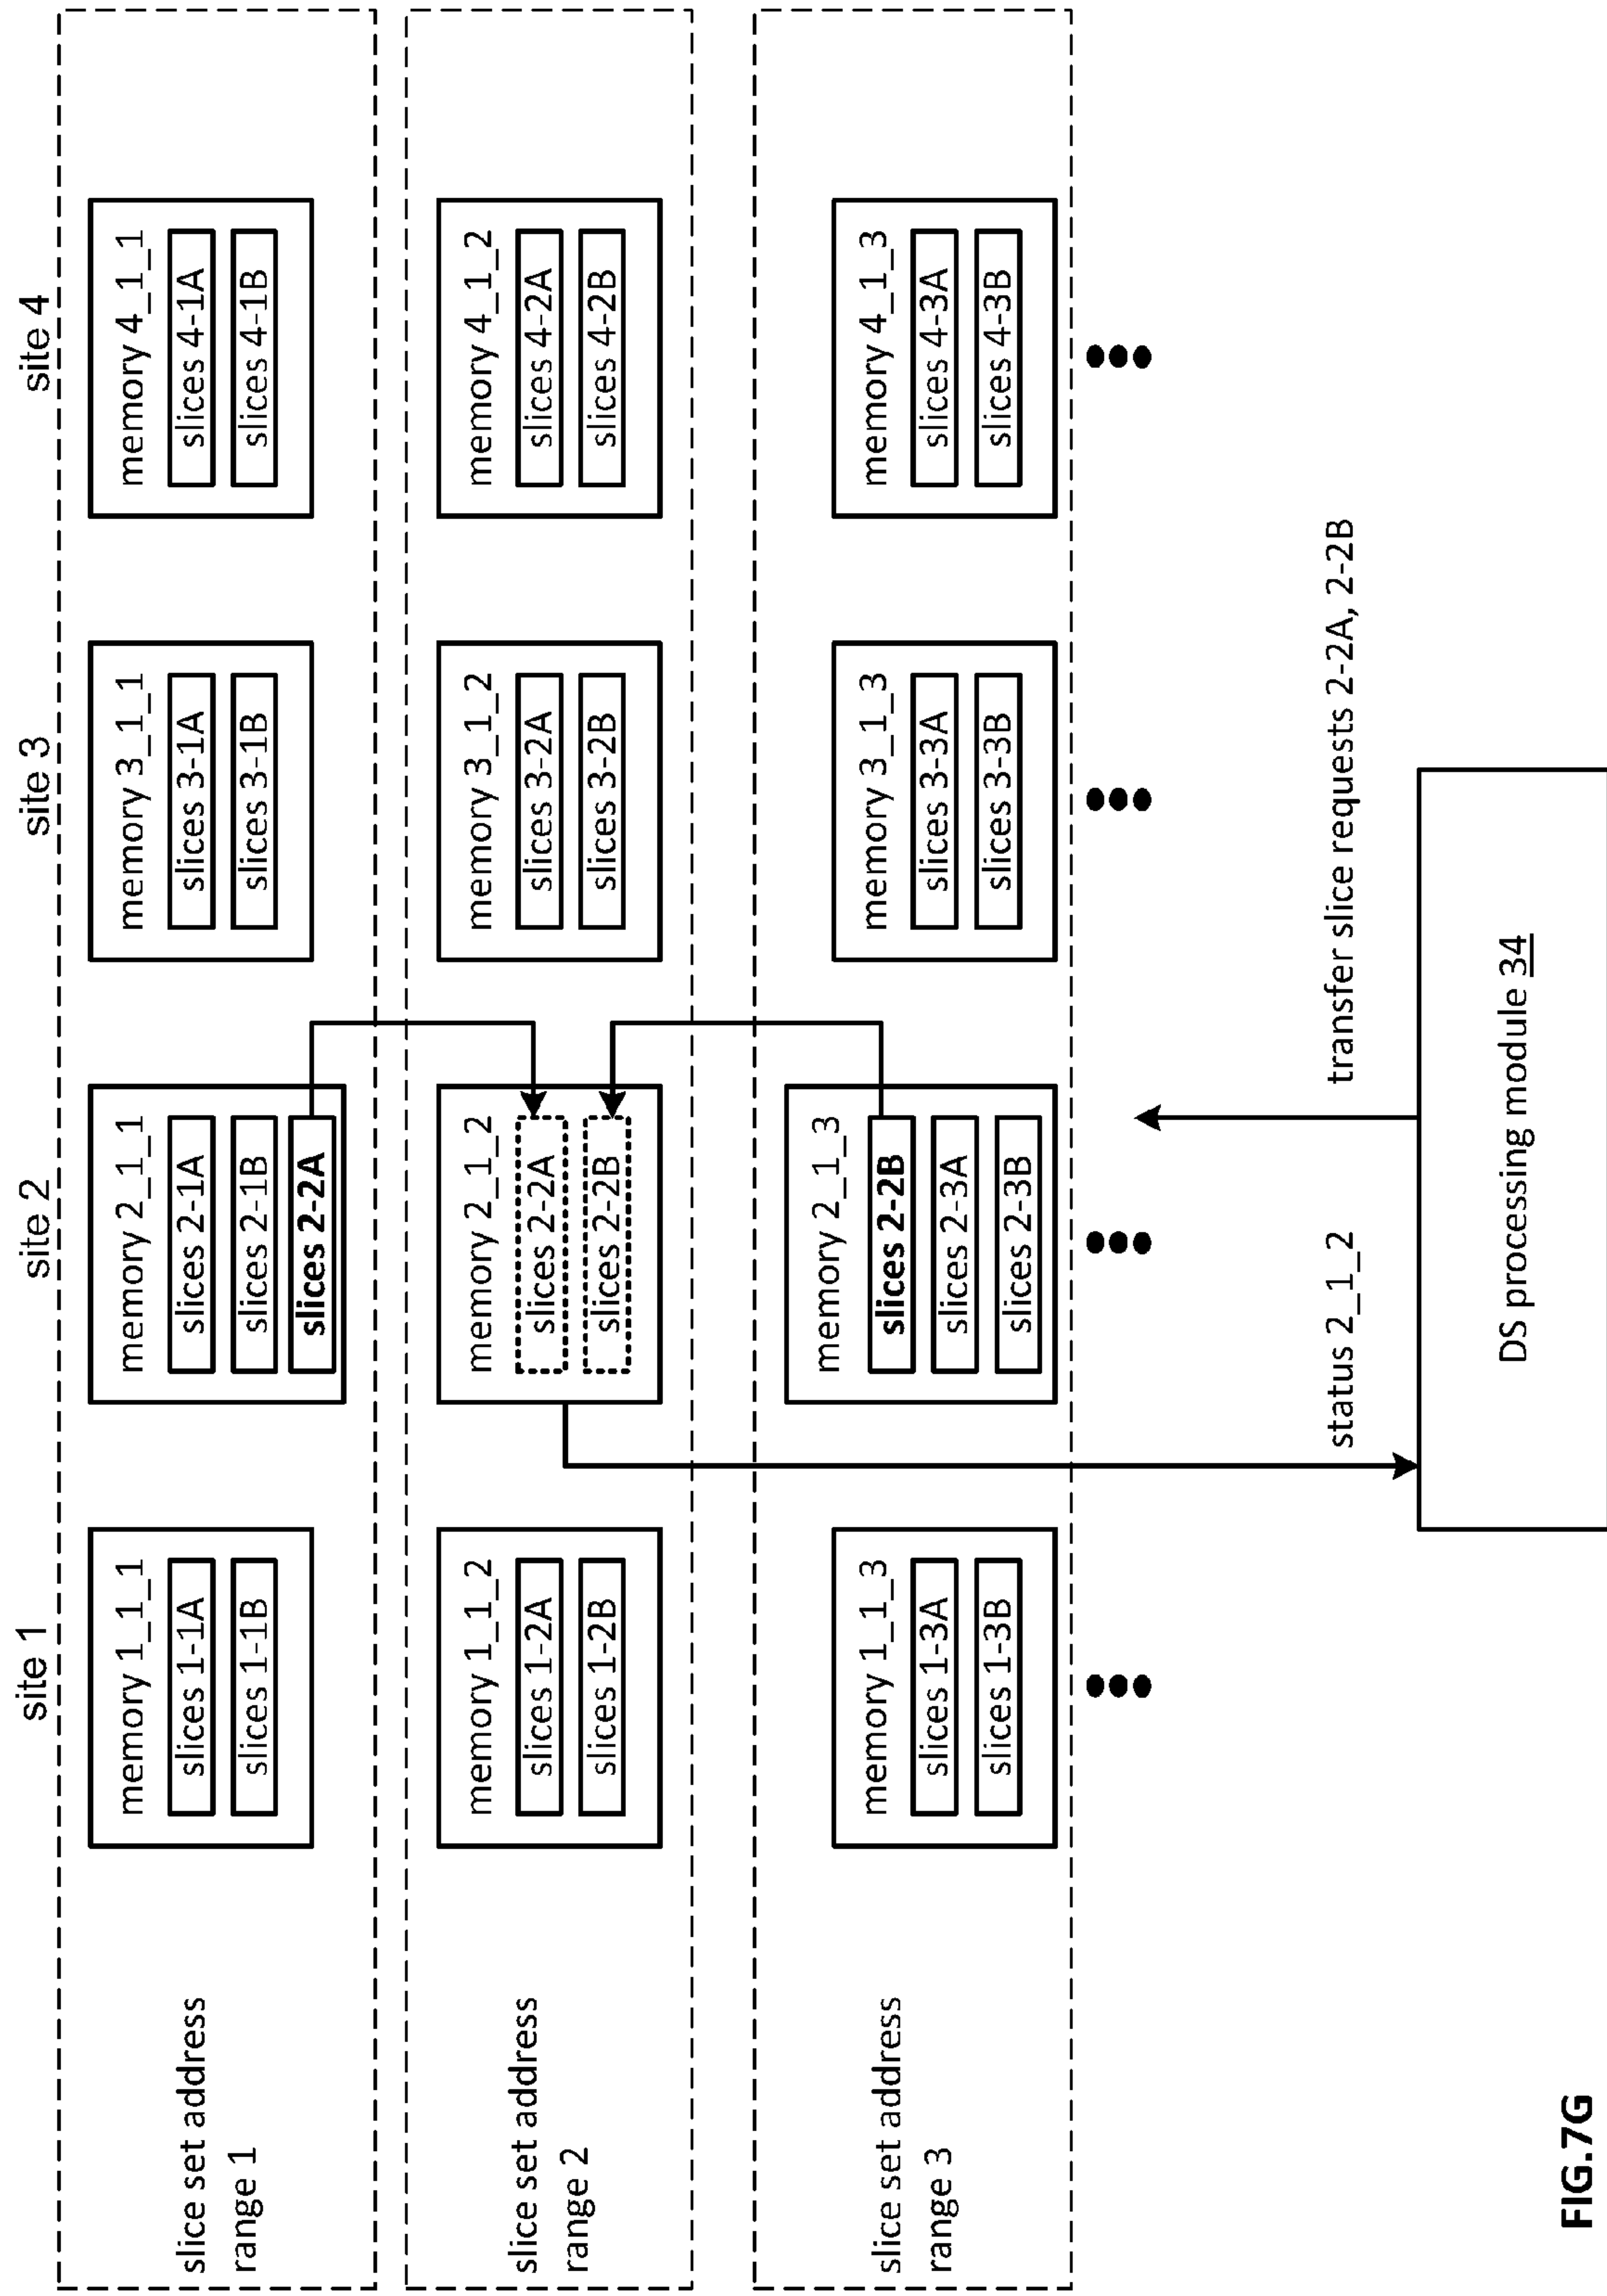 site 1
site 2
site 3
site 4
slice set address
range 1
memory 1_1_1
slices 1-1A
slices 1-1B
memory 2_1_1
slices 2-1A
slices 2-1B
slices 2-2A
memory 3_1_1
slices 3-1A
slices 3-1B
memory 4_1_1
slices 4-1A
slices 4-1B
slice set address
range 2
memory 1_1_2
slices 1-2A
slices 1-2B
memory 2_1_2
slices 2-2A
slices 2-2B
memory 3_1_2
slices 3-2A
slices 3-2B
memory 4_1_2
slices 4-2A
slices 4-2B
slice set address
range 3
memory 1_1_3
slices 1-3A
slices 1-3B
memory 2_1_3
slices 2-2B
slices 2-3A
slices 2-3B
memory 3_1_3
slices 3-3A
slices 3-3B
memory 4_1_3
slices 4-3A
slices 4-3B
status 2_1_2
transfer slice requests 2-2A, 2-2B
DS processing module 34
FIG.7G